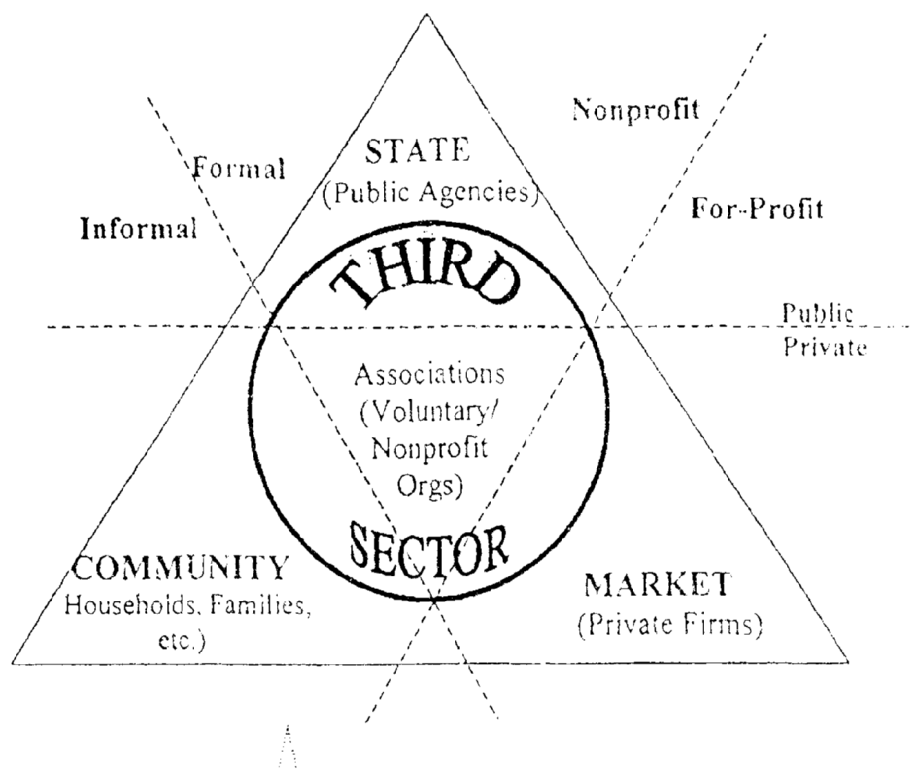 Nonprofit
Formal
STATE
(Public Agencies)
Informal
For-Profit
THIRD
Public
Private
Associations
(Voluntary/
Nonprofit
Orgs)
SECTOR
COMMUNITY
Households, Families,
etc.)
MARKET
(Private Firms)